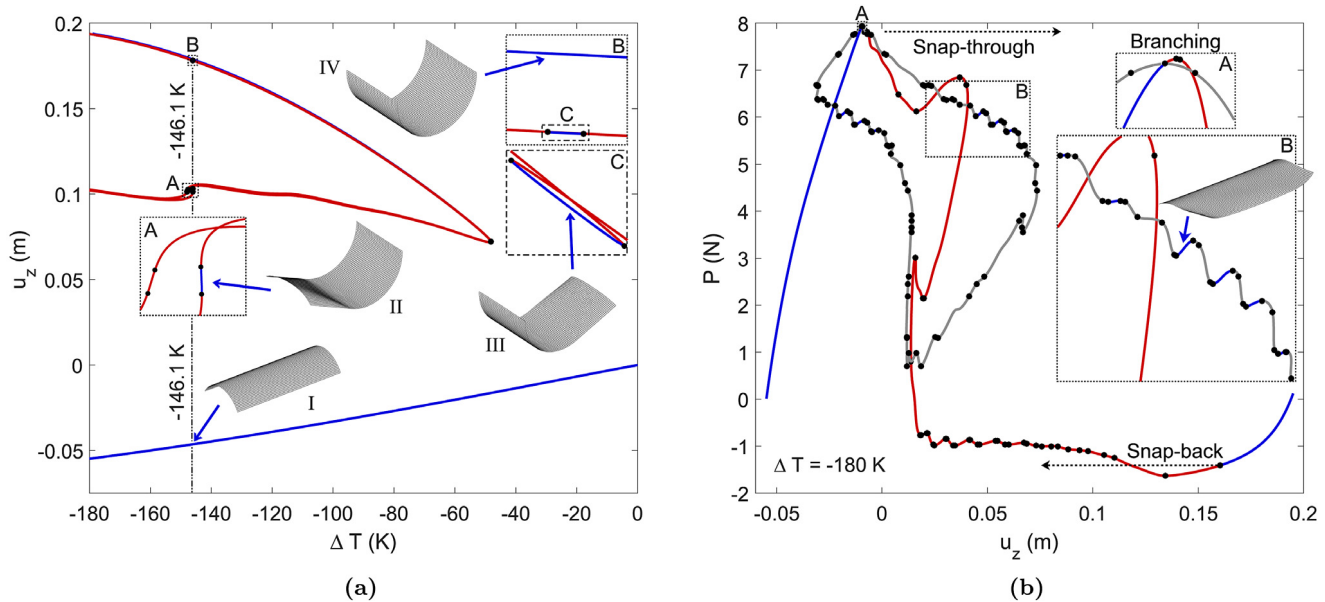 0.2
0.15
0.1
0.05
0
-0.05
u_z (m)
-180
-160
-140
-120
-100
-80
-60
-40
-20
0
Δ T (K)
B
-146.1 K
A
A
-146.1 K
I
II
III
IV
B
C
C
(a)
8
7
6
5
4
3
2
1
0
-1
-2
P (N)
-0.05
0
0.05
0.1
0.15
0.2
u_z (m)
A
Snap-through
Branching
A
B
B
Snap-back
Δ T = -180 K
(b)